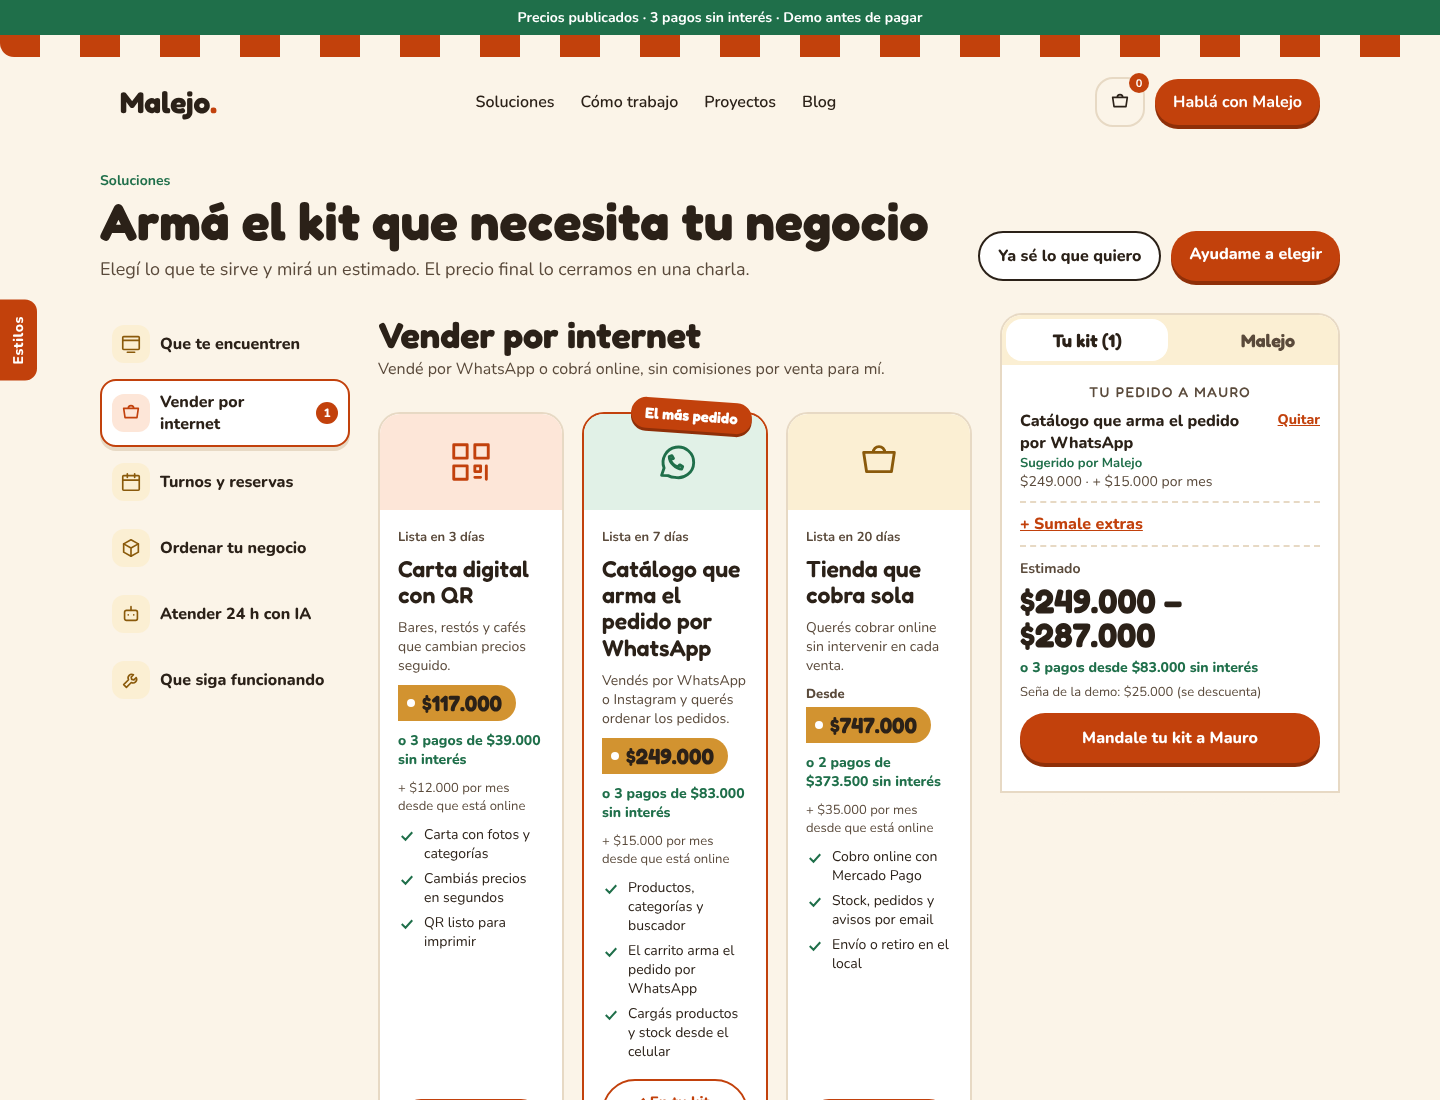 Precios publicados · 3 pagos sin interés · Demo antes de pagar
Malejo.
Soluciones
Cómo trabajo
Proyectos
Blog
0
Hablá con Malejo
Soluciones
Armá el kit que necesita tu negocio
Elegí lo que te sirve y mirá un estimado. El precio final lo cerramos en una charla.
Ya sé lo que quiero
Ayudame a elegir
Estilos
Que te encuentren
Vender por
internet
1
Turnos y reservas
Ordenar tu negocio
Atender 24 h con IA
Que siga funcionando
Vender por internet
Vendé por WhatsApp o cobrá online, sin comisiones por venta para mí.
Lista en 3 días
Carta digital
con QR
Bares, restós y cafés
que cambian precios
seguido.
$117.000
o 3 pagos de $39.000
sin interés
+ $12.000 por mes
desde que está online
Carta con fotos y
categorías
Cambiás precios
en segundos
QR listo para
imprimir
El más pedido
Lista en 7 días
Catálogo que
arma el
pedido por
WhatsApp
Vendés por WhatsApp
o Instagram y querés
ordenar los pedidos.
$249.000
o 3 pagos de $83.000
sin interés
+ $15.000 por mes
desde que está online
Productos,
categorías y
buscador
El carrito arma el
pedido por
WhatsApp
Cargás productos
y stock desde el
celular
Lista en 20 días
Tienda que
cobra sola
Querés cobrar online
sin intervenir en cada
venta.
Desde
$747.000
o 2 pagos de
$373.500 sin interés
+ $35.000 por mes
desde que está online
Cobro online con
Mercado Pago
Stock, pedidos y
avisos por email
Envío o retiro en el
local
Tu kit (1)
Malejo
TU PEDIDO A MAURO
Catálogo que arma el pedido
por WhatsApp
Quitar
Sugerido por Malejo
$249.000 · + $15.000 por mes
+ Sumale extras
Estimado
$249.000 –
$287.000
o 3 pagos desde $83.000 sin interés
Seña de la demo: $25.000 (se descuenta)
Mandale tu kit a Mauro